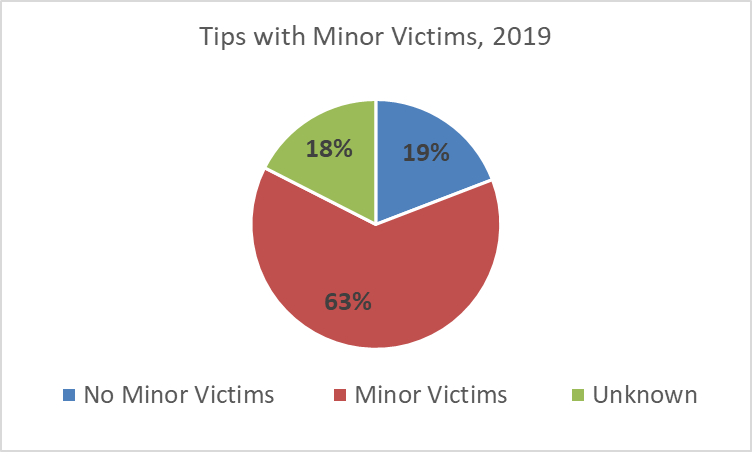 Tips with Minor Victims, 2019
18%
19%
63%
No Minor Victims
Minor Victims
Unknown